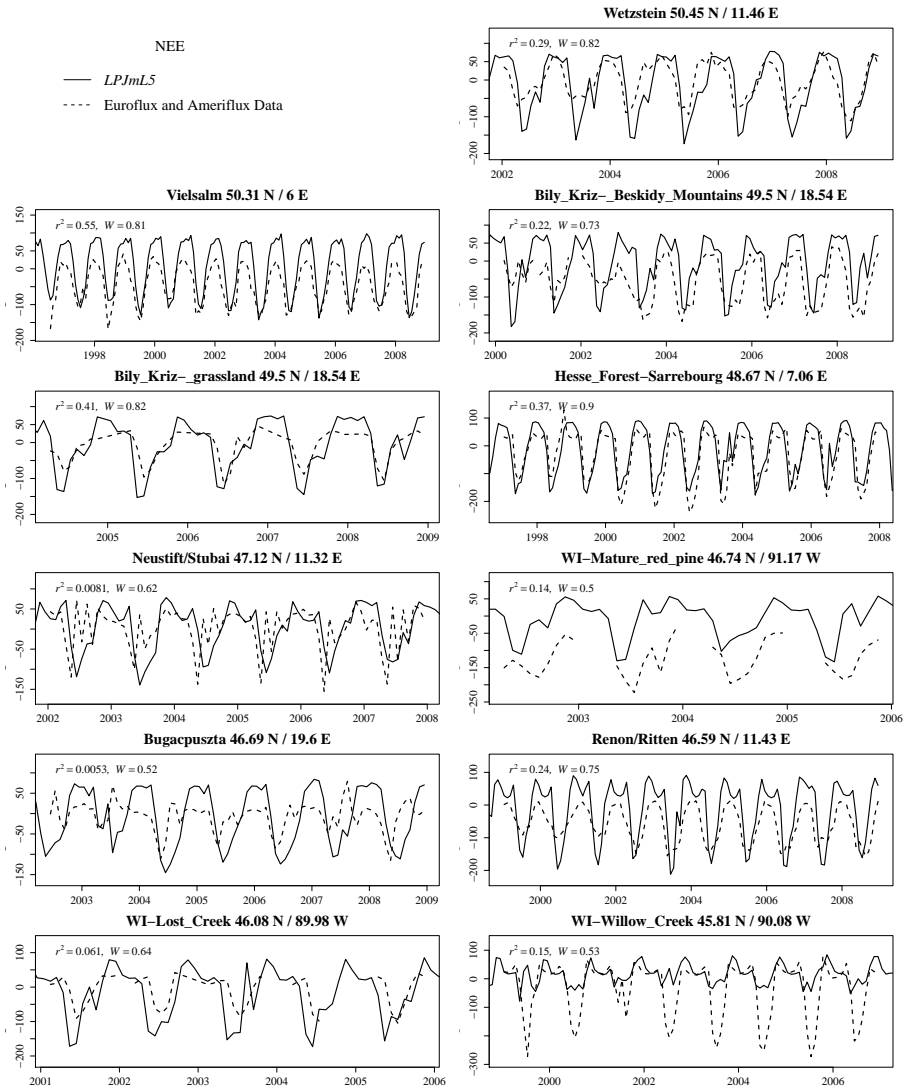 NEE
LPJmL5
Euroflux and Ameriflux Data
Wetzstein 50.45 N / 11.46 E
r² = 0.29, W = 0.82
50
−50
−100
−200
2002 2004 2006 2008
Vielsalm 50.31 N / 6 E
r² = 0.55, W = 0.81
150
50
0
−100
−200
1998 2000 2002 2004 2006 2008
Bily_Kriz−_Beskidy_Mountains 49.5 N / 18.54 E
r² = 0.22, W = 0.73
50
0
−100
−200
2000 2002 2004 2006 2008
Bily_Kriz−_grassland 49.5 N / 18.54 E
r² = 0.41, W = 0.82
50
0
−100
−200
2005 2006 2007 2008 2009
Hesse_Forest−Sarrebourg 48.67 N / 7.06 E
r² = 0.37, W = 0.9
100
0
−200
1998 2000 2002 2004 2006 2008
Neustift/Stubai 47.12 N / 11.32 E
r² = 0.0081, W = 0.62
50
−50
−150
2002 2003 2004 2005 2006 2007 2008
WI−Mature_red_pine 46.74 N / 91.17 W
r² = 0.14, W = 0.5
50
−50
−150
−250
2003 2004 2005 2006
Bugacpuszta 46.69 N / 19.6 E
r² = 0.0053, W = 0.52
50
−50
−150
2003 2004 2005 2006 2007 2008 2009
Renon/Ritten 46.59 N / 11.43 E
r² = 0.24, W = 0.75
100
0
−100
−200
2000 2002 2004 2006 2008
WI−Lost_Creek 46.08 N / 89.98 W
r² = 0.061, W = 0.64
100
0
−100
−200
2001 2002 2003 2004 2005 2006
WI−Willow_Creek 45.81 N / 90.08 W
r² = 0.15, W = 0.53
100
0
−100
−300
2000 2002 2004 2006